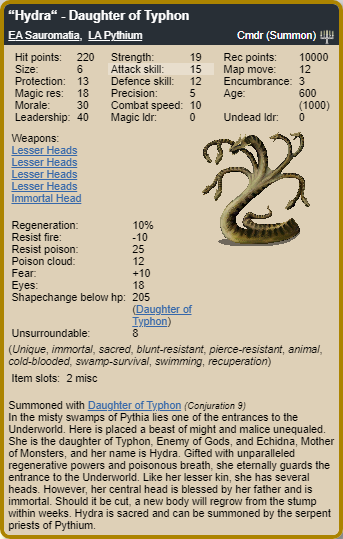 “Hydra“ - Daughter of Typhon
EA Sauromatia, LA Pythium Cmdr (Summon)
Hit points: 220 Strength: 19 Rec points: 10000
Size: 6 Attack skill: 15 Map move: 12
Protection: 13 Defence skill: 12 Encumbrance: 3
Magic res: 18 Precision: 5 Age: 600
Morale: 30 Combat speed: 10 (1000)
Leadership: 40 Magic ldr: 0 Undead ldr: 0
Weapons:
Lesser Heads
Lesser Heads
Lesser Heads
Lesser Heads
Immortal Head
Regeneration: 10%
Resist fire: -10
Resist poison: 25
Poison cloud: 12
Fear: +10
Eyes: 18
Shapechange below hp: 205
(Daughter of
Typhon)
Unsurroundable: 8
(Unique, immortal, sacred, blunt-resistant, pierce-resistant, animal,
cold-blooded, swamp-survival, swimming, recuperation)
Item slots: 2 misc
Summoned with Daughter of Typhon (Conjuration 9)
In the misty swamps of Pythia lies one of the entrances to the
Underworld. Here is placed a beast of might and malice unequaled.
She is the daughter of Typhon, Enemy of Gods, and Echidna, Mother
of Monsters, and her name is Hydra. Gifted with unparalleled
regenerative powers and poisonous breath, she eternally guards the
entrance to the Underworld. Like her lesser kin, she has several
heads. However, her central head is blessed by her father and is
immortal. Should it be cut, a new body will regrow from the stump
within weeks. Hydra is sacred and can be summoned by the serpent
priests of Pythium.